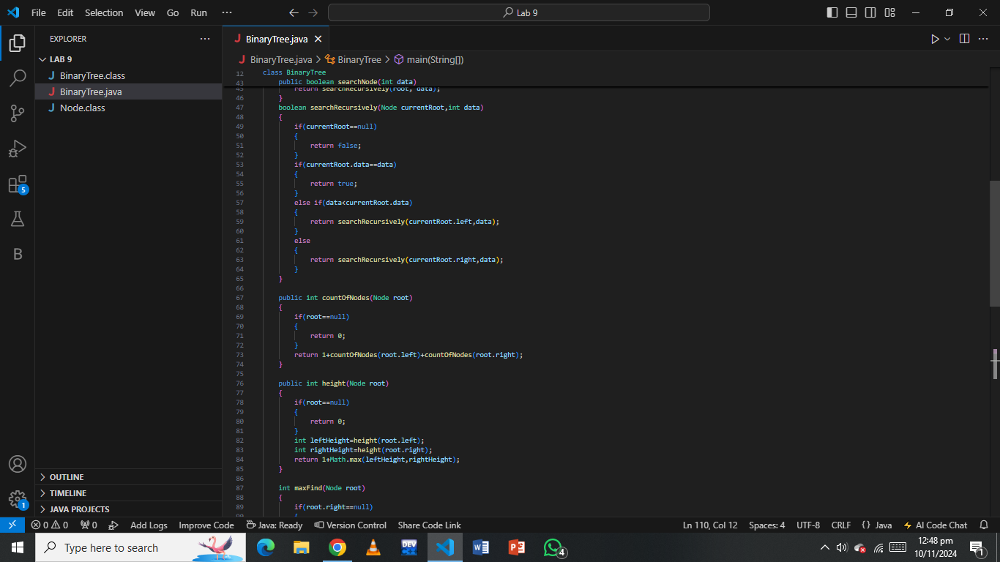 File Edit Selection View Go Run ···
Lab 9
EXPLORER ···
LAB 9
J BinaryTree.class
J BinaryTree.java
J Node.class
OUTLINE
TIMELINE
JAVA PROJECTS
5
B
1
J BinaryTree.java
J BinaryTree.java > BinaryTree > main(String[])
12 class BinaryTree
43 public boolean searchNode(int data)
45 return searchRecursively(root, data);
46 }
47 boolean searchRecursively(Node currentRoot,int data)
48 {
49 if(currentRoot==null)
50 {
51 return false;
52 }
53 if(currentRoot.data==data)
54 {
55 return true;
56 }
57 else if(data<currentRoot.data)
58 {
59 return searchRecursively(currentRoot.left,data);
60 }
61 else
62 {
63 return searchRecursively(currentRoot.right,data);
64 }
65 }
66
67 public int countOfNodes(Node root)
68 {
69 if(root==null)
70 {
71 return 0;
72 }
73 return 1+countOfNodes(root.left)+countOfNodes(root.right);
74 }
75
76 public int height(Node root)
77 {
78 if(root==null)
79 {
80 return 0;
81 }
82 int leftHeight=height(root.left);
83 int rightHeight=height(root.right);
84 return 1+Math.max(leftHeight,rightHeight);
85 }
86
87 int maxFind(Node root)
88 {
89 if(root.right==null)
0 0 0 Add Logs Improve Code Java: Ready Version Control Share Code Link Ln 110, Col 12 Spaces: 4 UTF-8 CRLF {} Java AI Code Chat
Type here to search
DEV
W
P
4
12:48 pm
10/11/2024
1